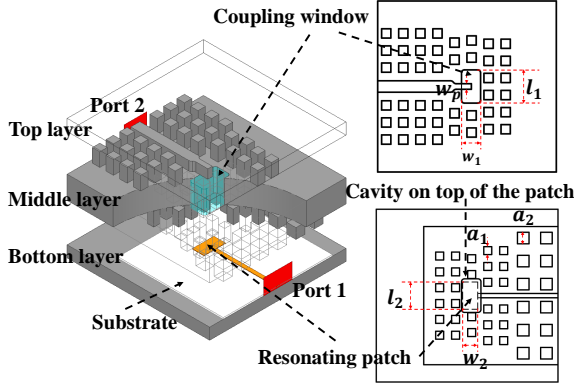 Coupling window
Port 2
Top layer
Middle layer
Bottom layer
Port 1
Substrate
Resonating patch
w_p
l_1
w_1
Cavity on top of the patch
a_1
a_2
l_2
w_2